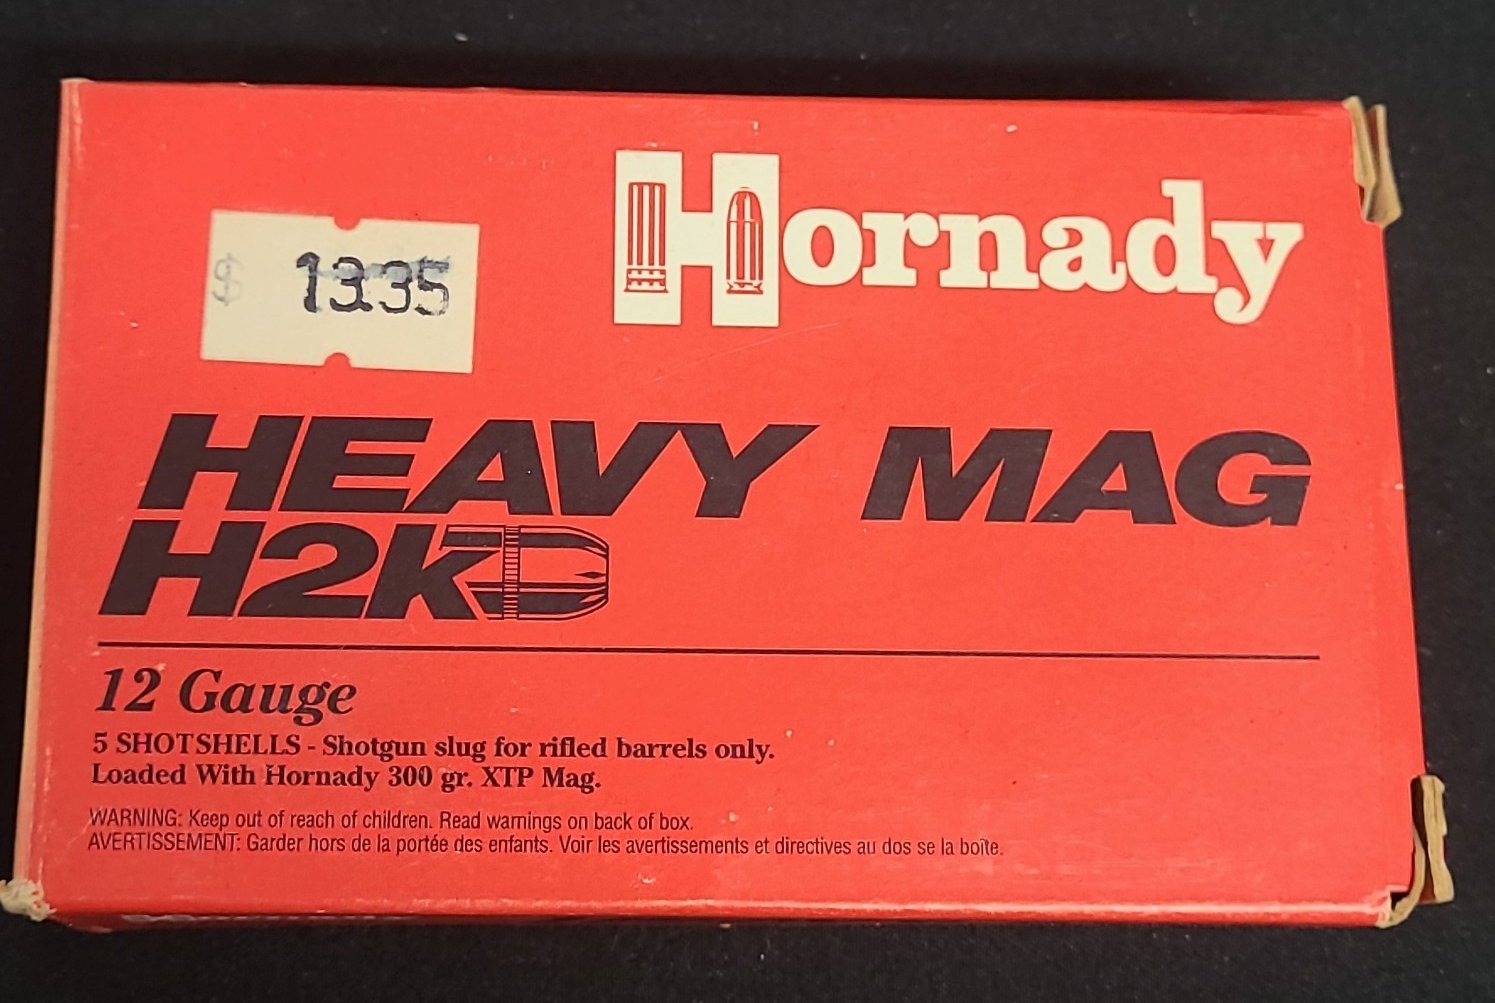 Hornady
$ 13.35
HEAVY MAG
H2K
12 Gauge
5 SHOTSHELLS - Shotgun slug for rifled barrels only.
Loaded With Hornady 300 gr. XTP Mag.
WARNING: Keep out of reach of children. Read warnings on back of box.
AVERTISSEMENT: Garder hors de la portée des enfants. Voir les avertissements et directives au dos se la boîte.